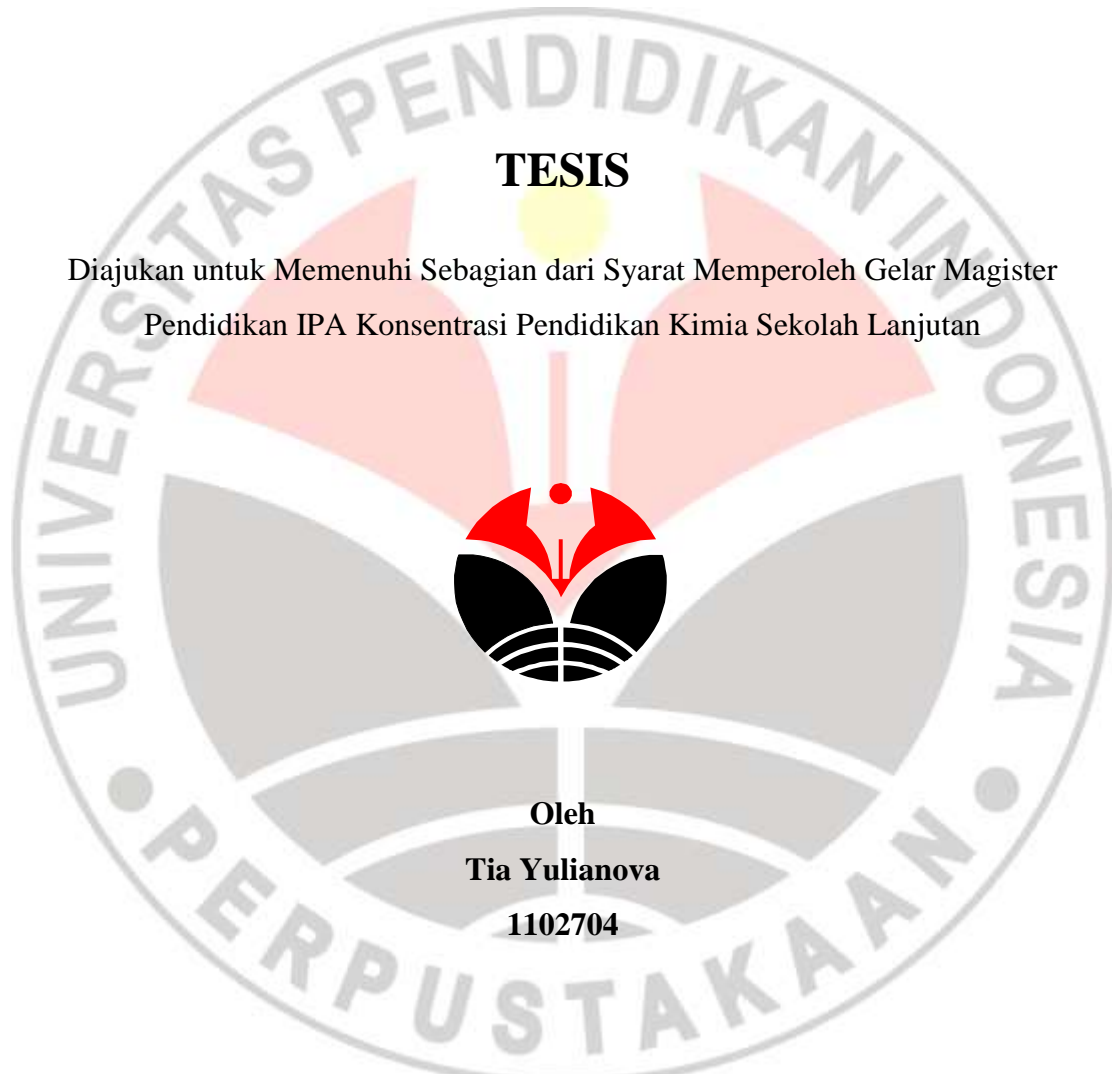 UNIVERSITAS PENDIDIKAN INDONESIA
TESIS
Diajukan untuk Memenuhi Sebagian dari Syarat Memperoleh Gelar Magister
Pendidikan IPA Konsentrasi Pendidikan Kimia Sekolah Lanjutan
Oleh
Tia Yulianova
1102704
PERPUSTAKAAN